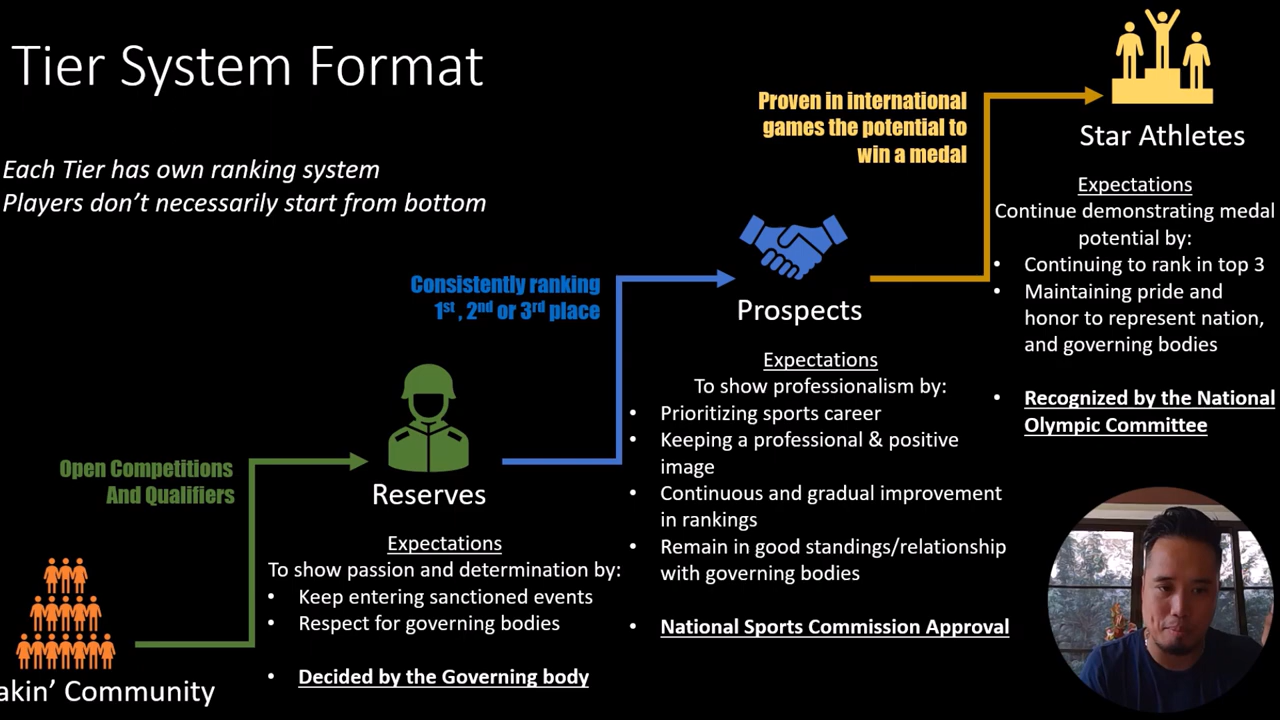 Tier System Format
Each Tier has own ranking system
Players don't necessarily start from bottom
Proven in international
games the potential to
win a medal
Star Athletes
Expectations
Continue demonstrating medal
potential by:
• Continuing to rank in top 3
• Maintaining pride and
honor to represent nation,
and governing bodies
• Recognized by the National
Olympic Committee
Consistently ranking
1st , 2nd or 3rd place
Prospects
Expectations
To show professionalism by:
• Prioritizing sports career
• Keeping a professional & positive
image
• Continuous and gradual improvement
in rankings
• Remain in good standings/relationship
with governing bodies
• National Sports Commission Approval
Open Competitions
And Qualifiers
Reserves
Expectations
To show passion and determination by:
• Keep entering sanctioned events
• Respect for governing bodies
• Decided by the Governing body
akin' Community